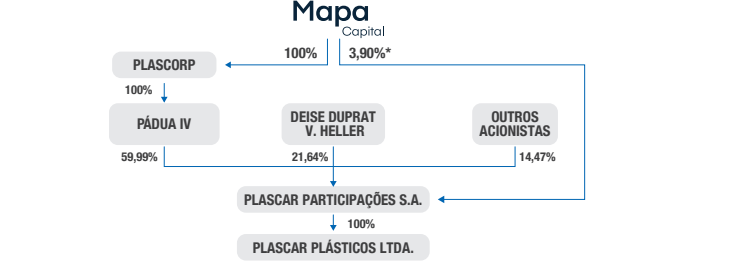 Mapa
Capital
100% 3,90%*
PLASCORP
100%
PÁDUA IV
DEISE DUPRAT
V. HELLER
OUTROS
ACIONISTAS
59,99% 21,64% 14,47%
PLASCAR PARTICIPAÇÕES S.A.
100%
PLASCAR PLÁSTICOS LTDA.